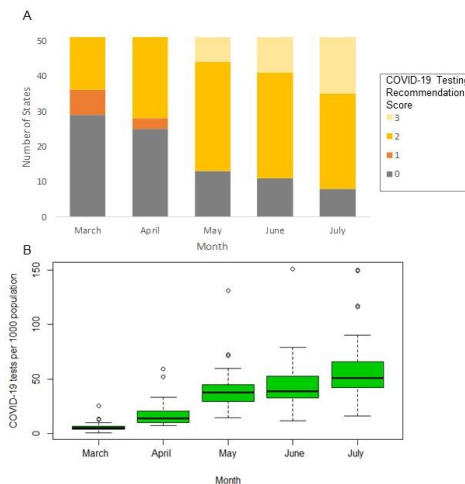 A
50
40
30
20
10
0
Number of States
March April May June July
Month
COVID-19 Testing
Recommendation
Score
3
2
1
0
B
150
100
50
0
COVID-19 tests per 1000 population
March April May June July
Month